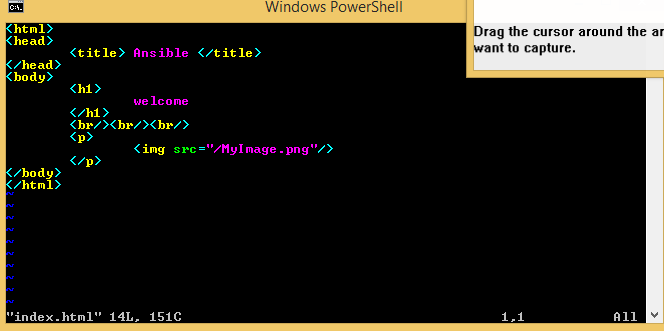 Windows PowerShell
Drag the cursor around the ar
want to capture.
<html>
<head>
<title> Ansible </title>
</head>
<body>
<h1>
welcome
</h1>
<br/><br/><br/>
<p>
<img src="/MyImage.png"/>
</p>
</body>
</html>
~
~
~
~
~
~
~
~
~
~
"index.html" 14L, 151C 1,1 All